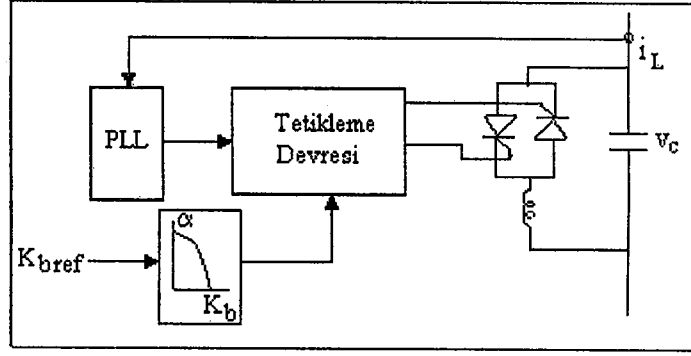 i_L
PLL
Tetikleme
Devresi
v_c
α
K_bref
K_b